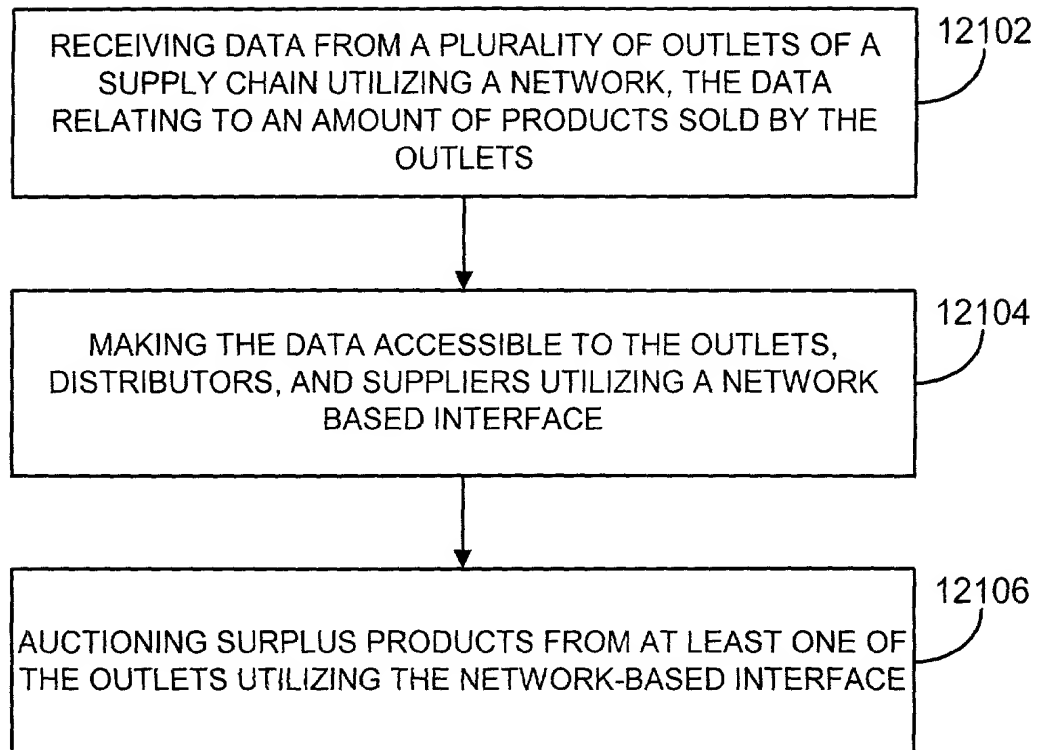 RECEIVING DATA FROM A PLURALITY OF OUTLETS OF A
SUPPLY CHAIN UTILIZING A NETWORK, THE DATA
RELATING TO AN AMOUNT OF PRODUCTS SOLD BY THE
OUTLETS
12102
MAKING THE DATA ACCESSIBLE TO THE OUTLETS,
DISTRIBUTORS, AND SUPPLIERS UTILIZING A NETWORK
BASED INTERFACE
12104
AUCTIONING SURPLUS PRODUCTS FROM AT LEAST ONE OF
THE OUTLETS UTILIZING THE NETWORK-BASED INTERFACE
12106